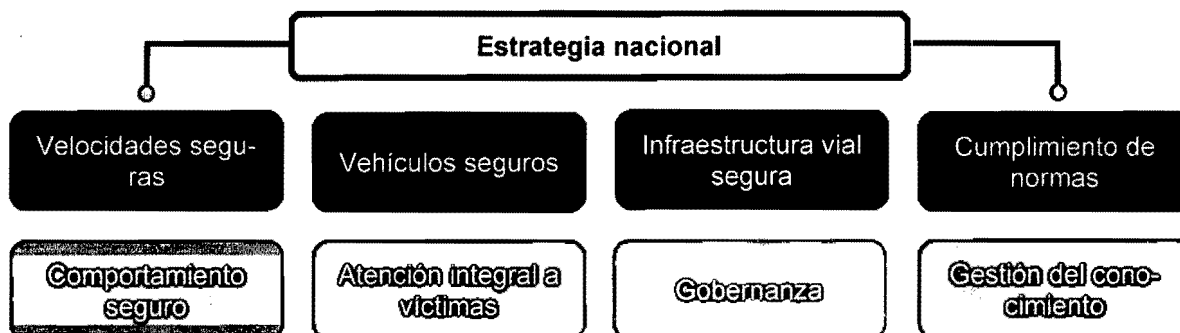 Estrategia nacional
Velocidades segu-
ras
Vehículos seguros
Infraestructura vial
segura
Cumplimiento de
normas
Comportamiento
seguro
Atención integral a
víctimas
Gobernanza
Gestión del cono-
cimiento